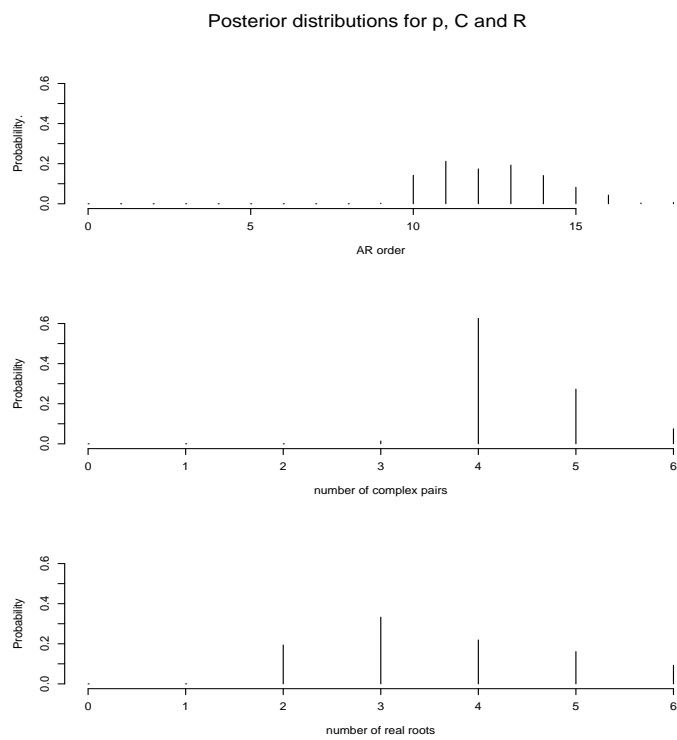 Posterior distributions for p, C and R
Probablility.
0.0 0.2 0.4 0.6
0 5 10 15
AR order
Probability
0.0 0.2 0.4 0.6
0 1 2 3 4 5 6
number of complex pairs
Probability
0.0 0.2 0.4 0.6
0 1 2 3 4 5 6
number of real roots